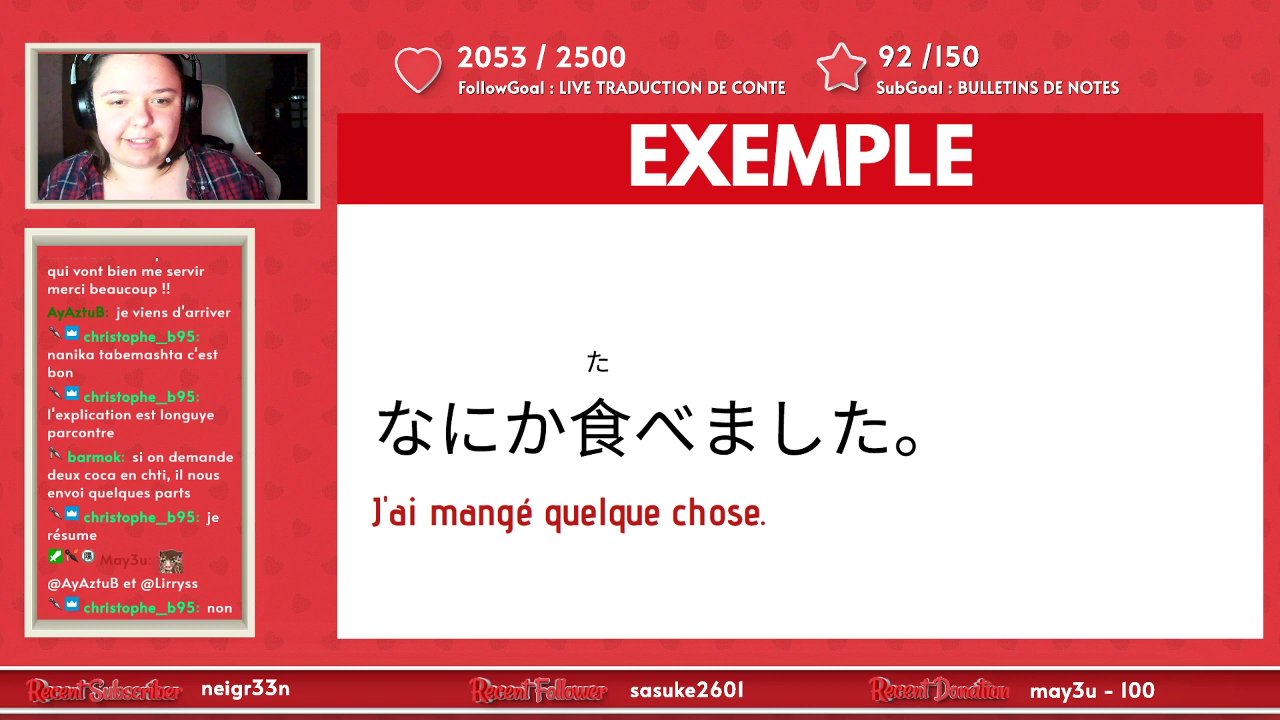 2053 / 2500
FollowGoal : LIVE TRADUCTION DE CONTE
92 /150
SubGoal : BULLETINS DE NOTES
EXEMPLE
た
なにか食べました。
J'ai mangé quelque chose.
qui vont bien me servir
merci beaucoup !!
AyAztuB: je viens d'arriver
christophe_b95:
nanika tabemashta c'est
bon
christophe_b95:
l'explication est longuye
parcontre
barmok: si on demande
deux coca en chti, il nous
envoi quelques parts
christophe_b95: je
résume
May3u:
@AyAztuB et @Lirryss
christophe_b95: non
Recent Subscriber neigr33n
Recent Follower sasuke2601
Recent Donation may3u - 100